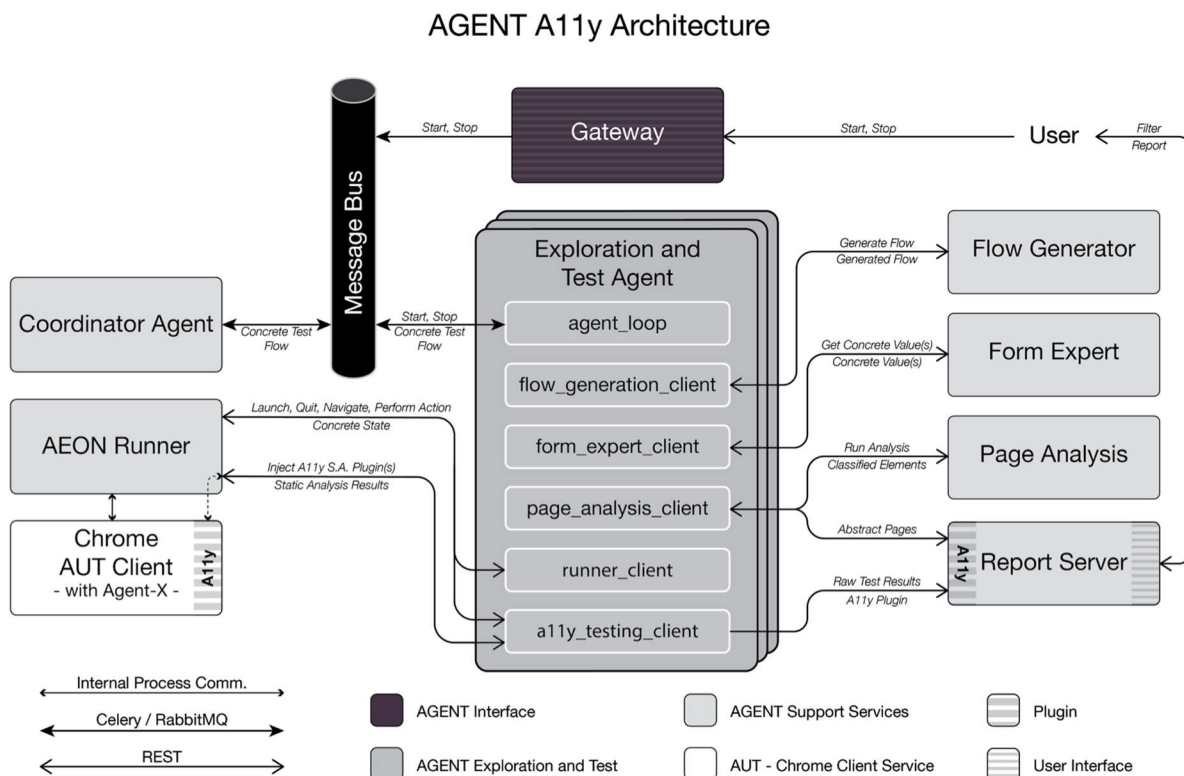 AGENT A11y Architecture
Message Bus
Start, Stop
Gateway
Start, Stop
User
Filter
Report
Exploration and
Test Agent
Generate Flow
Generated Flow
Flow Generator
Coordinator Agent
Concrete Test
Flow
Start, Stop
Concrete Test
Flow
agent_loop
Get Concrete Value(s)
Concrete Value(s)
Form Expert
flow_generation_client
AEON Runner
Launch, Quit, Navigate, Perform Action
Concrete State
form_expert_client
Run Analysis
Classified Elements
Page Analysis
Inject A11y S.A. Plugin(s)
Static Analysis Results
page_analysis_client
Abstract Pages
Chrome
AUT Client
- with Agent-X -
A11y
runner_client
A11y
Report Server
Raw Test Results
A11y Plugin
a11y_testing_client
Internal Process Comm.
Celery / RabbitMQ
REST
AGENT Interface
AGENT Support Services
Plugin
AGENT Exploration and Test
AUT - Chrome Client Service
User Interface